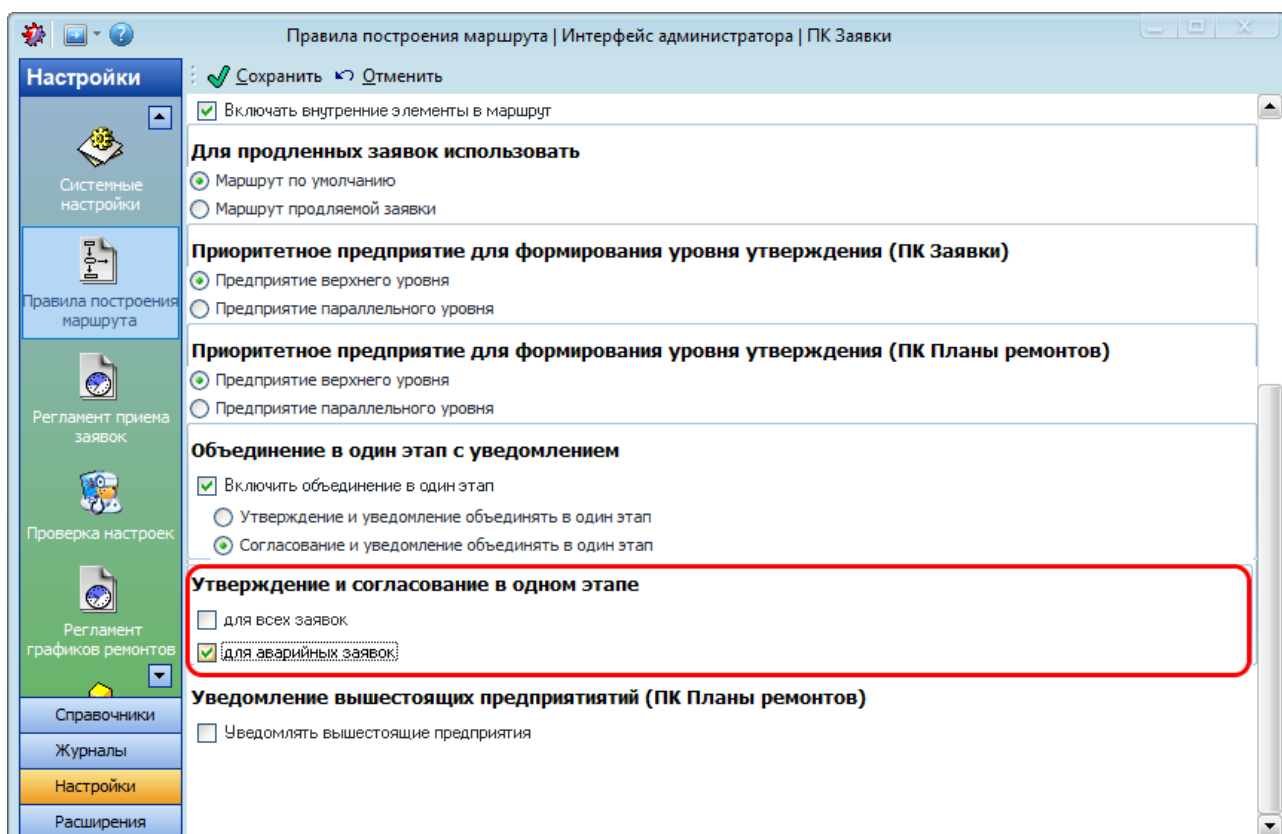 Правила построения маршрута | Интерфейс администратора | ПК Заявки
Настройки
Сохранить
Отменить
Системные
настройки
Правила построения
маршрута
Регламент приема
заявок
Проверка настроек
Регламент
графиков ремонтов
Справочники
Журналы
Настройки
Расширения
Включать внутренние элементы в маршрут
Для продленных заявок использовать
Маршрут по умолчанию
Маршрут продляемой заявки
Приоритетное предприятие для формирования уровня утверждения (ПК Заявки)
Предприятие верхнего уровня
Предприятие параллельного уровня
Приоритетное предприятие для формирования уровня утверждения (ПК Планы ремонтов)
Предприятие верхнего уровня
Предприятие параллельного уровня
Объединение в один этап с уведомлением
Включить объединение в один этап
Утверждение и уведомление объединять в один этап
Согласование и уведомление объединять в один этап
Утверждение и согласование в одном этапе
для всех заявок
для аварийных заявок
Уведомление вышестоящих предприятиятий (ПК Планы ремонтов)
Уведомлять вышестоящие предприятия